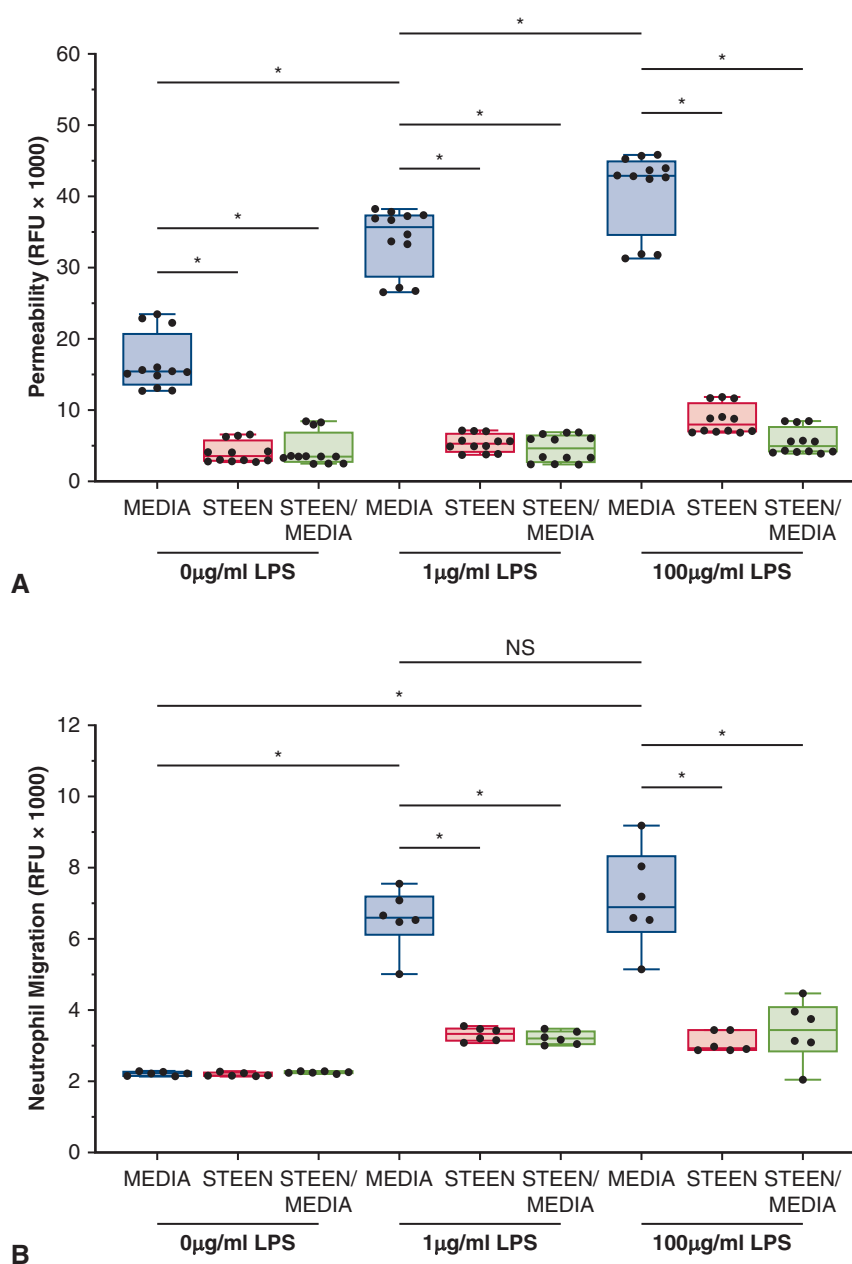 *
*
*
*
*
*
*
*
*
60
50
40
30
20
10
0
Permeability (RFU × 1000)
MEDIA STEEN STEEN/ MEDIA STEEN STEEN/ MEDIA STEEN STEEN/
MEDIA MEDIA MEDIA
0µg/ml LPS 1µg/ml LPS 100µg/ml LPS
A
NS
*
*
*
*
*
*
12
10
8
6
4
2
0
Neutrophil Migration (RFU × 1000)
MEDIA STEEN STEEN/ MEDIA STEEN STEEN/ MEDIA STEEN STEEN/
MEDIA MEDIA MEDIA
0µg/ml LPS 1µg/ml LPS 100µg/ml LPS
B